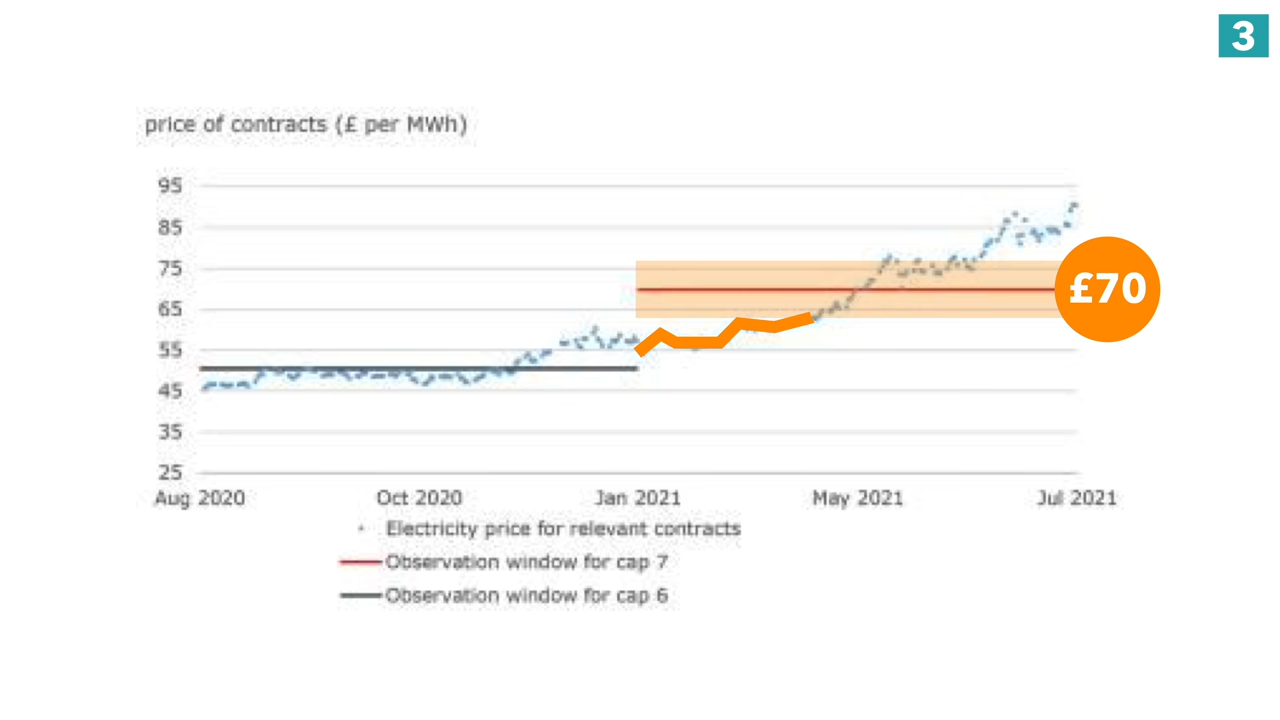 3
price of contracts (£ per MWh)
95
85
75
65
55
45
35
25
£70
Aug 2020 Oct 2020 Jan 2021 May 2021 Jul 2021
Electricity price for relevant contracts
Observation window for cap 7
Observation window for cap 6